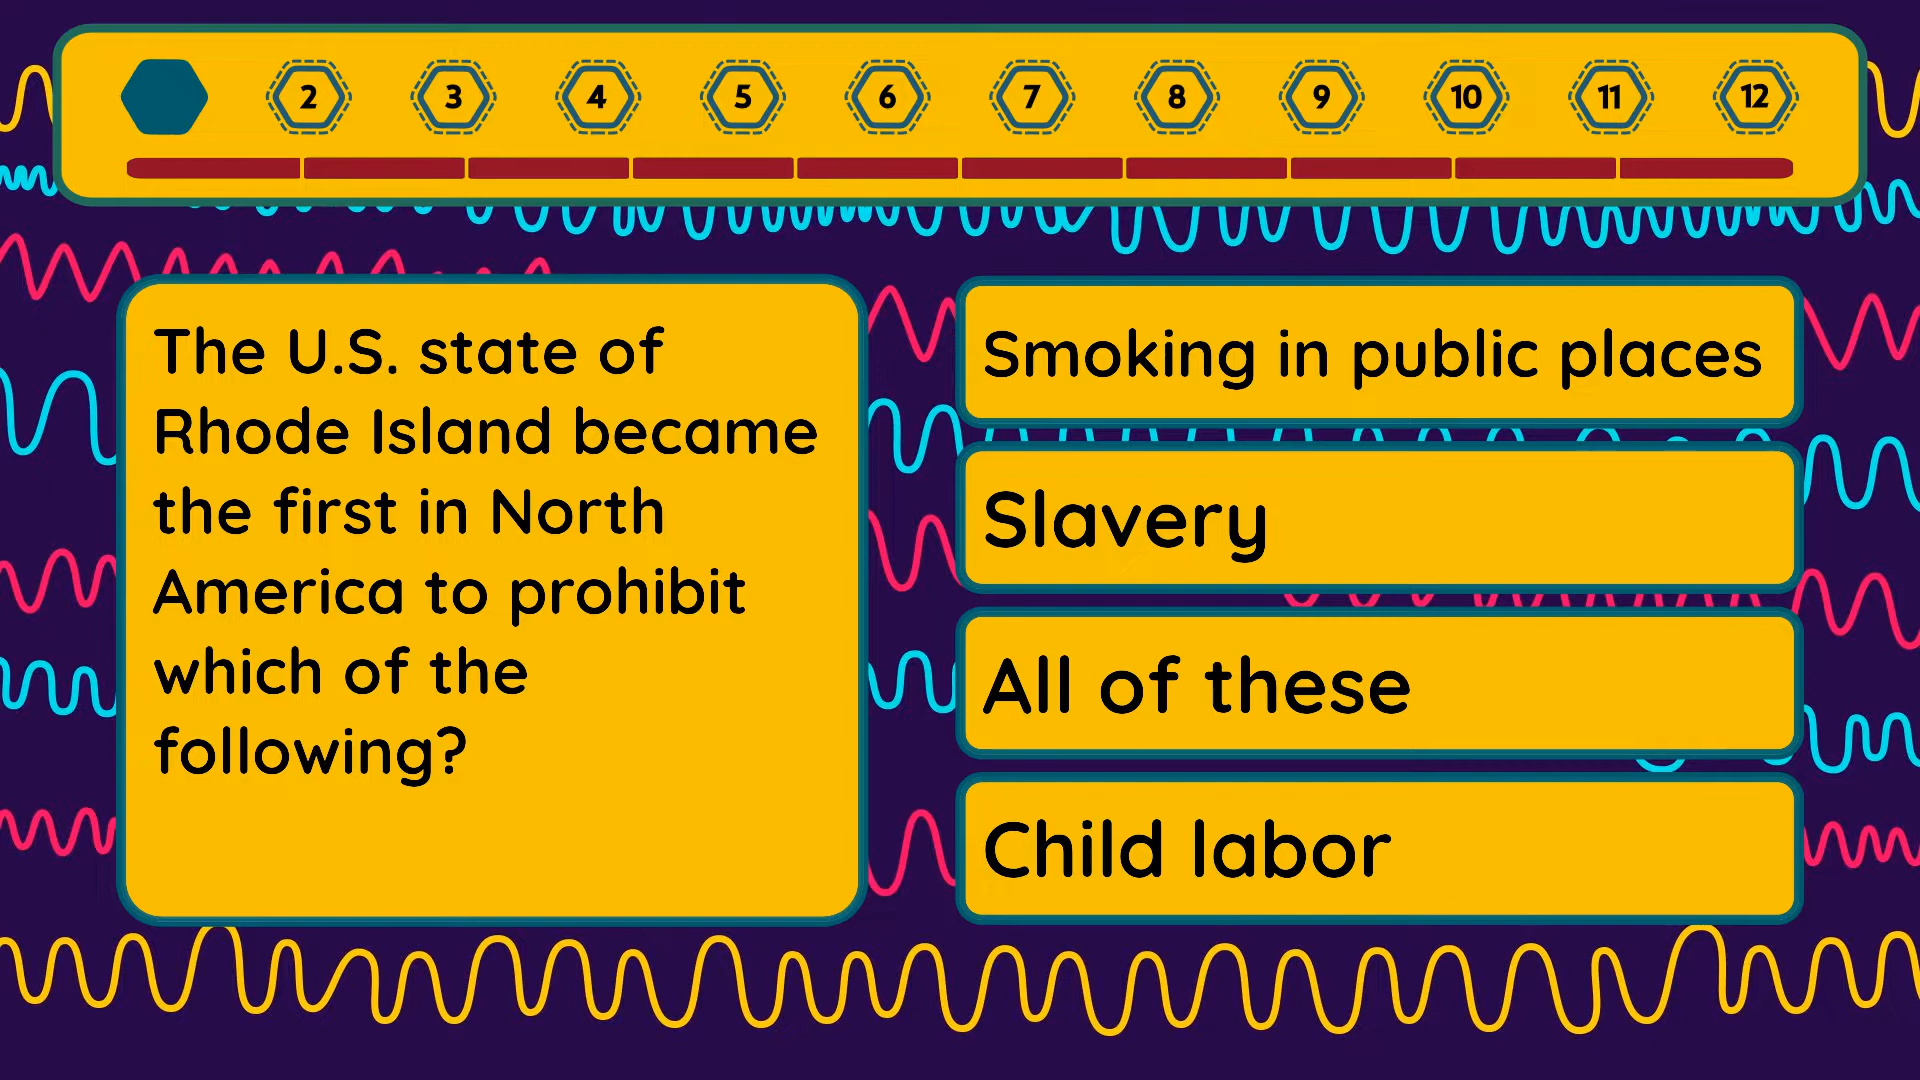 2 3 4 5 6 7 8 9 10 11 12
The U.S. state of
Rhode Island became
the first in North
America to prohibit
which of the
following?
Smoking in public places
Slavery
All of these
Child labor